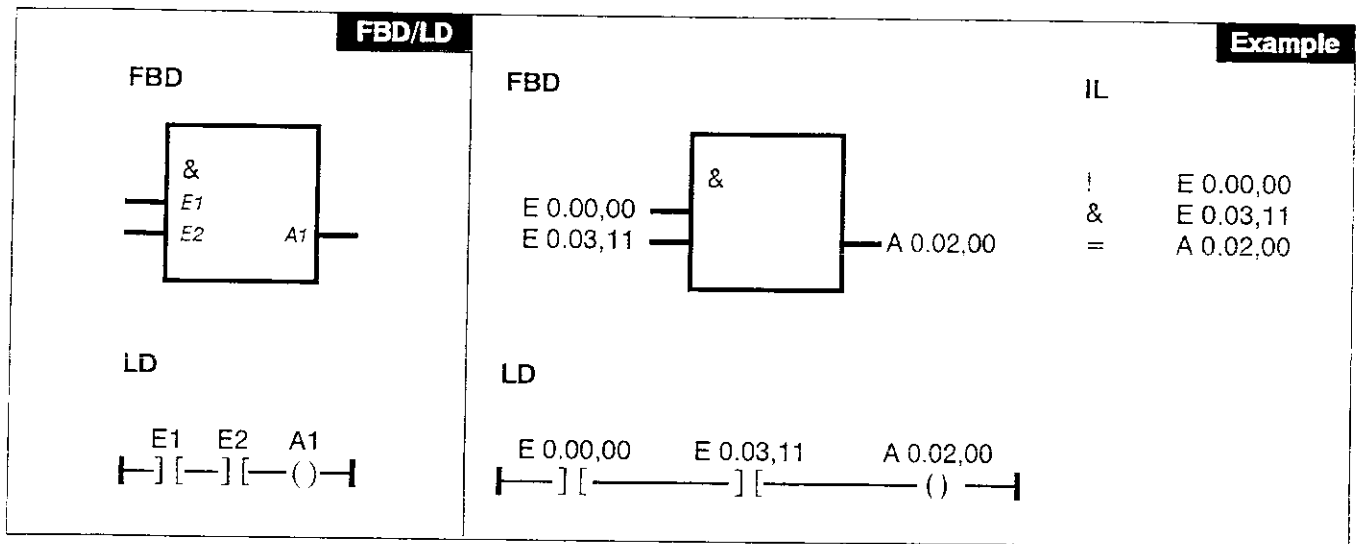 FBD/LD
FBD
&
E1
E2 A1
LD
E1 E2 A1
] [ ] [ ( )
Example
FBD
&
E 0.00,00
E 0.03,11 A 0.02,00
IL
! E 0.00,00
& E 0.03,11
= A 0.02,00
LD
E 0,00,00 E 0.03,11 A 0.02,00
] [ ] [ ( )